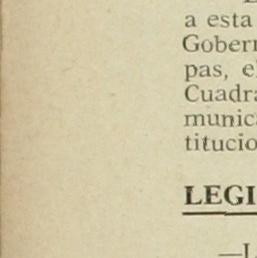 a esta
Gobern
pas, e
Cuadra
munica
titucio
LEGI
—L